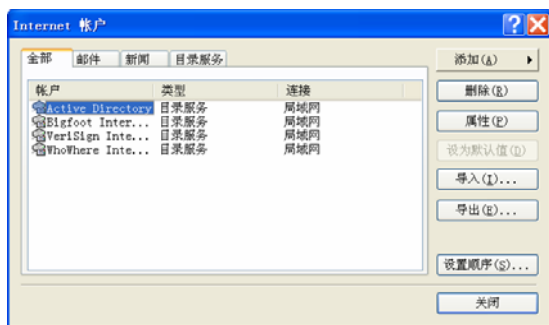 Internet 帐户
全部 邮件 新闻 目录服务
帐户 类型 连接
Active Directory 目录服务 局域网
Bigfoot Inter... 目录服务 局域网
VeriSign Inte... 目录服务 局域网
WhoWhere Inte... 目录服务 局域网
添加(A)
删除(R)
属性(P)
设为默认值(D)
导入(I)...
导出(E)...
设置顺序(S)...
关闭